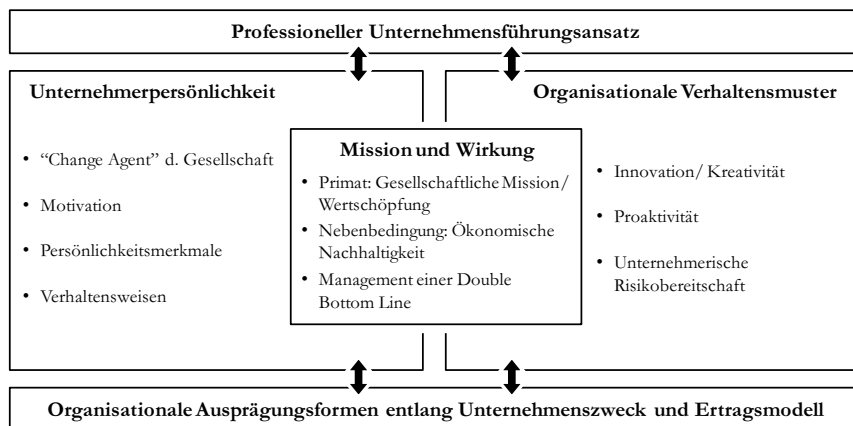 Professioneller Unternehmensführungsansatz
Unternehmerpersönlichkeit
• “Change Agent” d. Gesellschaft
• Motivation
• Persönlichkeitsmerkmale
• Verhaltensweisen
Mission und Wirkung
• Primat: Gesellschaftliche Mission/
Wertschöpfung
• Nebenbedingung: Ökonomische
Nachhaltigkeit
• Management einer Double
Bottom Line
Organisationale Verhaltensmuster
• Innovation/ Kreativität
• Proaktivität
• Unternehmerische
Risikobereitschaft
Organisationale Ausprägungsformen entlang Unternehmenszweck und Ertragsmodell